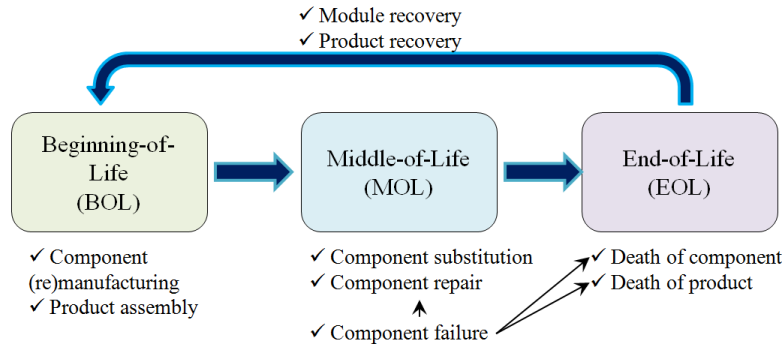 ✓ Module recovery
✓ Product recovery
Beginning-of-
Life
(BOL)
Middle-of-Life
(MOL)
End-of-Life
(EOL)
✓ Component
(re)manufacturing
✓ Product assembly
✓ Component substitution
✓ Component repair
✓ Component failure
✓ Death of component
✓ Death of product